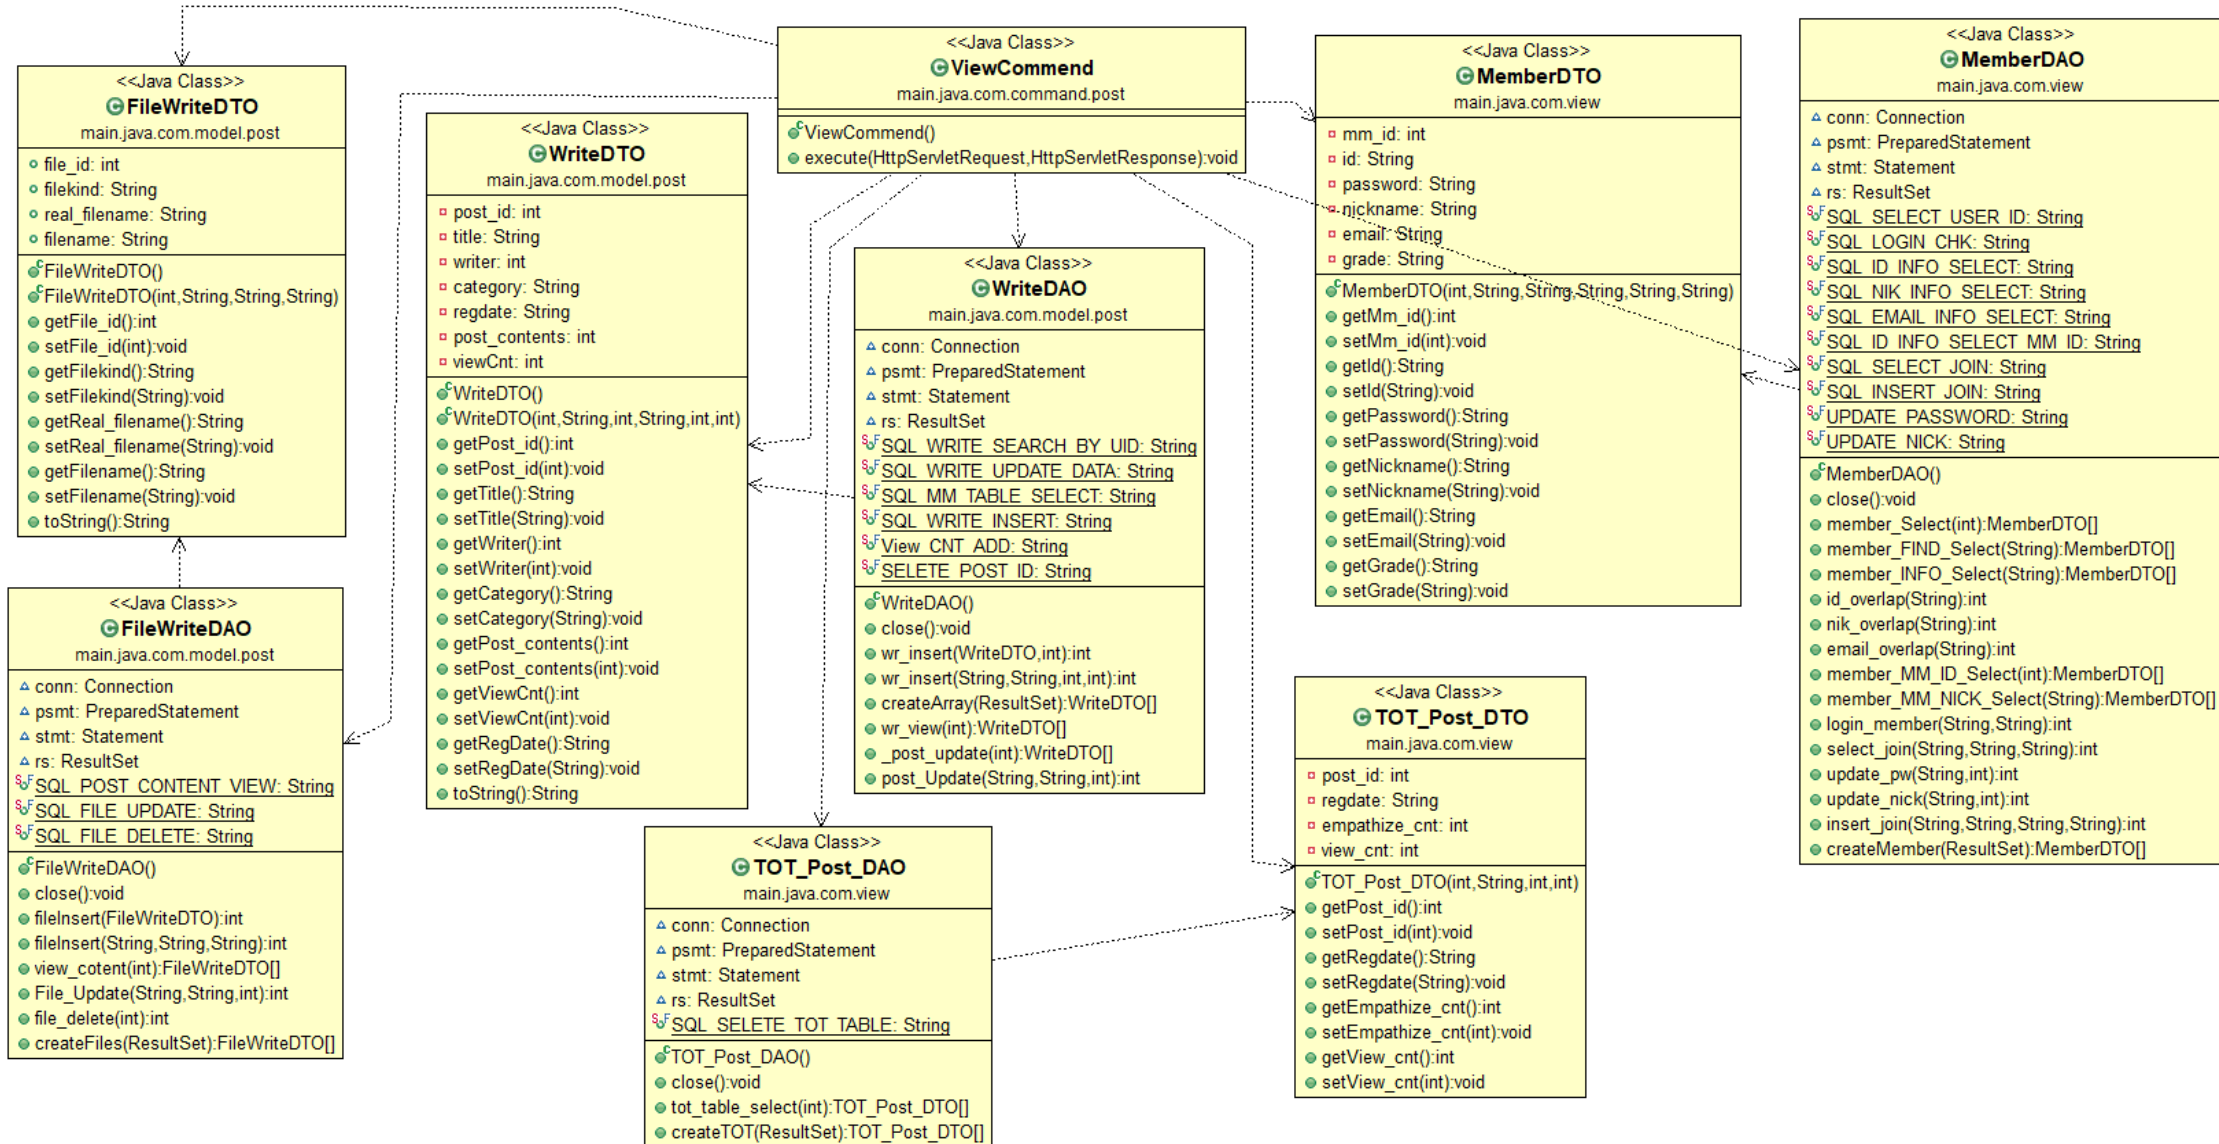 <<Java Class>>
FileWriteDTO
main.java.com.model.post
file_id: int
filekind: String
real_filename: String
filename: String
FileWriteDTO()
FileWriteDTO(int,String,String,String)
getFile_id():int
setFile_id(int):void
getFilekind():String
setFilekind(String):void
getReal_filename():String
setReal_filename(String):void
getFilename():String
setFilename(String):void
toString():String
<<Java Class>>
FileWriteDAO
main.java.com.model.post
conn: Connection
psmt: PreparedStatement
stmt: Statement
rs: ResultSet
SQL_POST_CONTENT_VIEW: String
SQL_FILE_UPDATE: String
SQL_FILE_DELETE: String
FileWriteDAO()
close():void
fileInsert(FileWriteDTO):int
fileInsert(String,String,String):int
view_cotent(int):FileWriteDTO[]
File_Update(String,String,int):int
file_delete(int):int
createFiles(ResultSet):FileWriteDTO[]
<<Java Class>>
WriteDTO
main.java.com.model.post
post_id: int
title: String
writer: int
category: String
regdate: String
post_contents: int
viewCnt: int
WriteDTO()
WriteDTO(int,String,int,String,int,int)
getPost_id():int
setPost_id(int):void
getTitle():String
setTitle(String):void
getWriter():int
setWriter(int):void
getCategory():String
setCategory(String):void
getPost_contents():int
setPost_contents(int):void
getViewCnt():int
setViewCnt(int):void
getRegDate():String
setRegDate(String):void
toString():String
<<Java Class>>
ViewCommend
main.java.com.command.post
ViewCommend()
execute(HttpServletRequest,HttpServletResponse):void
<<Java Class>>
WriteDAO
main.java.com.model.post
conn: Connection
psmt: PreparedStatement
stmt: Statement
rs: ResultSet
SQL_WRITE_SEARCH_BY_UID: String
SQL_WRITE_UPDATE_DATA: String
SQL_MM_TABLE_SELECT: String
SQL_WRITE_INSERT: String
View_CNT_ADD: String
SELETE_POST_ID: String
WriteDAO()
close():void
wr_insert(WriteDTO,int):int
wr_insert(String,String,int,int):int
createArray(ResultSet):WriteDTO[]
wr_view(int):WriteDTO[]
_post_update(int):WriteDTO[]
post_Update(String,String,int):int
<<Java Class>>
TOT_Post_DAO
main.java.com.view
conn: Connection
psmt: PreparedStatement
stmt: Statement
rs: ResultSet
SQL_SELETE_TOT_TABLE: String
TOT_Post_DAO()
close():void
tot_table_select(int):TOT_Post_DTO[]
createTOT(ResultSet):TOT_Post_DTO[]
<<Java Class>>
MemberDTO
main.java.com.view
mm_id: int
id: String
password: String
nickname: String
email: String
grade: String
MemberDTO(int,String,String,String,String,String)
getMm_id():int
setMm_id(int):void
getId():String
setId(String):void
getPassword():String
setPassword(String):void
getNickname():String
setNickname(String):void
getEmail():String
setEmail(String):void
getGrade():String
setGrade(String):void
<<Java Class>>
TOT_Post_DTO
main.java.com.view
post_id: int
regdate: String
empathize_cnt: int
view_cnt: int
TOT_Post_DTO(int,String,int,int)
getPost_id():int
setPost_id(int):void
getRegdate():String
setRegdate(String):void
getEmpathize_cnt():int
setEmpathize_cnt(int):void
getView_cnt():int
setView_cnt(int):void
<<Java Class>>
MemberDAO
main.java.com.view
conn: Connection
psmt: PreparedStatement
stmt: Statement
rs: ResultSet
SQL_SELECT_USER_ID: String
SQL_LOGIN_CHK: String
SQL_ID_INFO_SELECT: String
SQL_NIK_INFO_SELECT: String
SQL_EMAIL_INFO_SELECT: String
SQL_ID_INFO_SELECT_MM_ID: String
SQL_SELECT_JOIN: String
SQL_INSERT_JOIN: String
UPDATE_PASSWORD: String
UPDATE_NICK: String
MemberDAO()
close():void
member_Select(int):MemberDTO[]
member_FIND_Select(String):MemberDTO[]
member_INFO_Select(String):MemberDTO[]
id_overlap(String):int
nik_overlap(String):int
email_overlap(String):int
member_MM_ID_Select(int):MemberDTO[]
member_MM_NICK_Select(String):MemberDTO[]
login_member(String,String):int
select_join(String,String,String):int
update_pw(String,int):int
update_nick(String,int):int
insert_join(String,String,String,String):int
createMember(ResultSet):MemberDTO[]